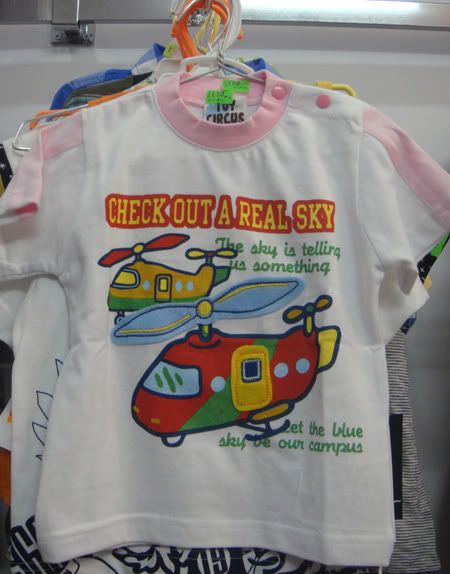 TOY
CIRCUS
CHECK OUT A REAL SKY
The sky is telling
us something
Let the blue
sky be our campus